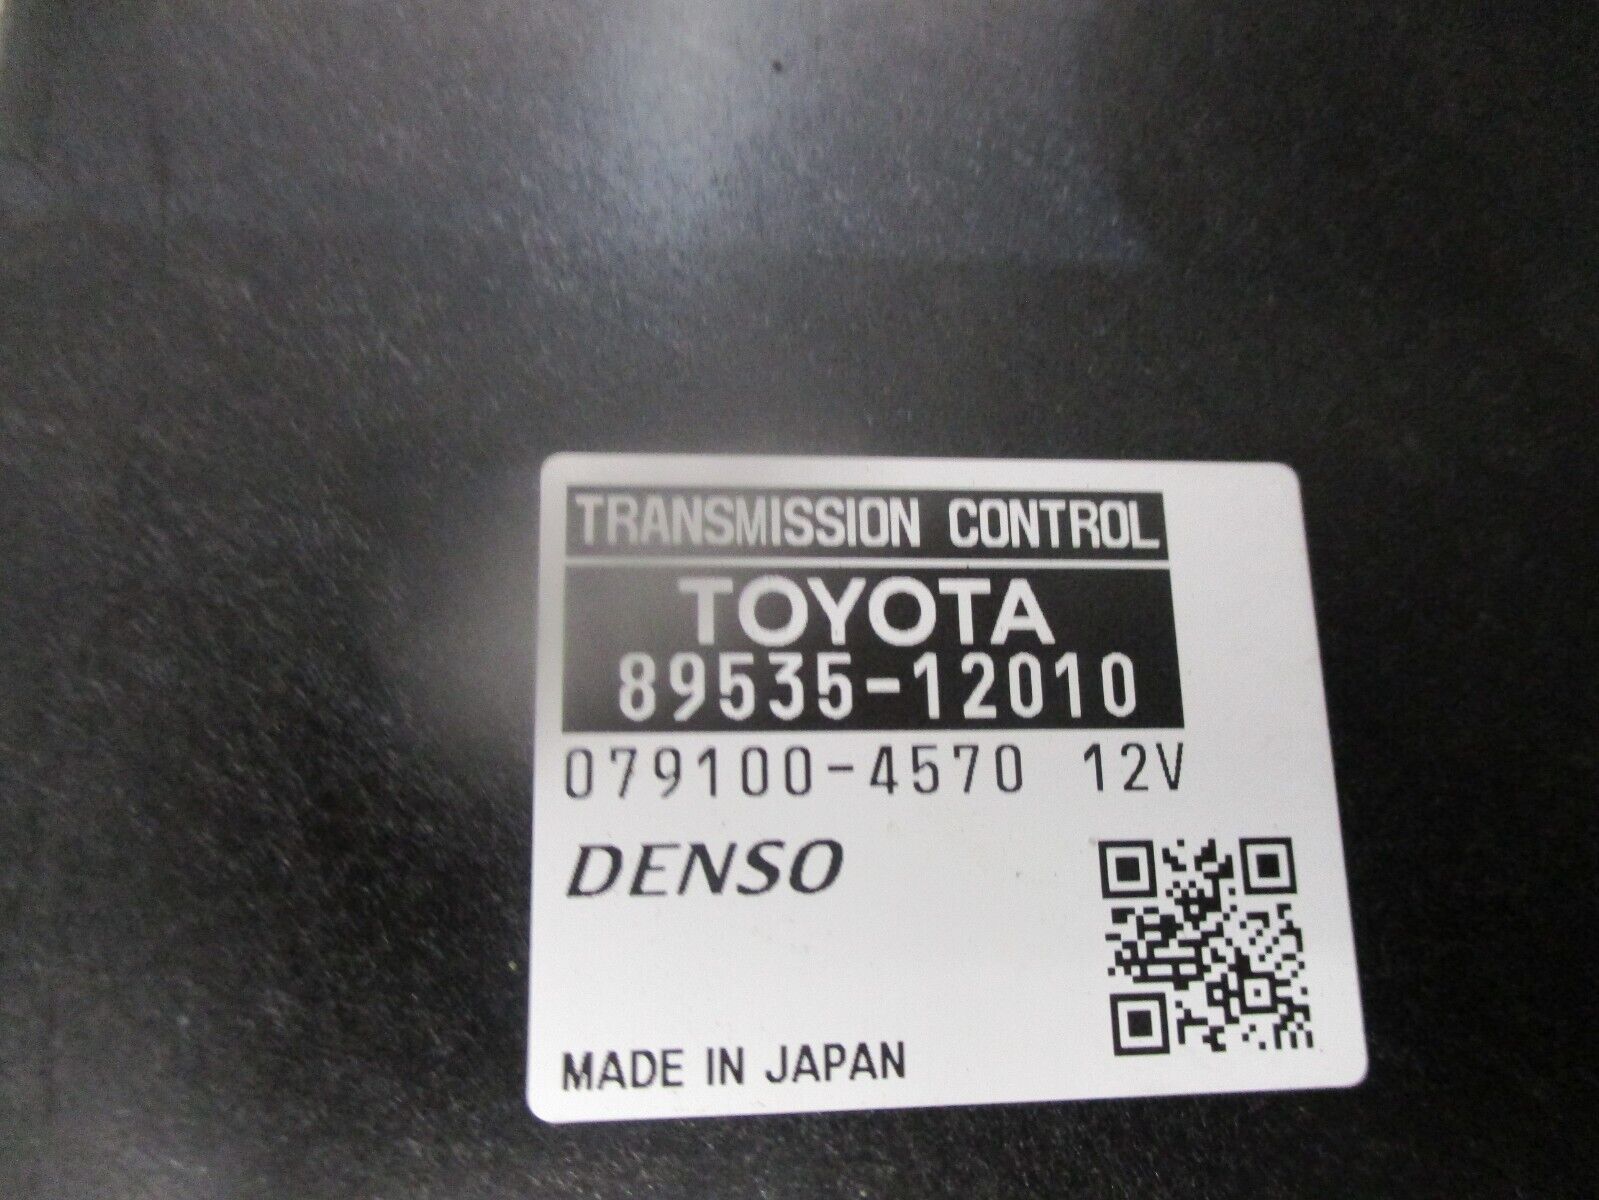 TRANSMISSION CONTROL
TOYOTA
89535-12010
079100-4570 12V
DENSO
MADE IN JAPAN